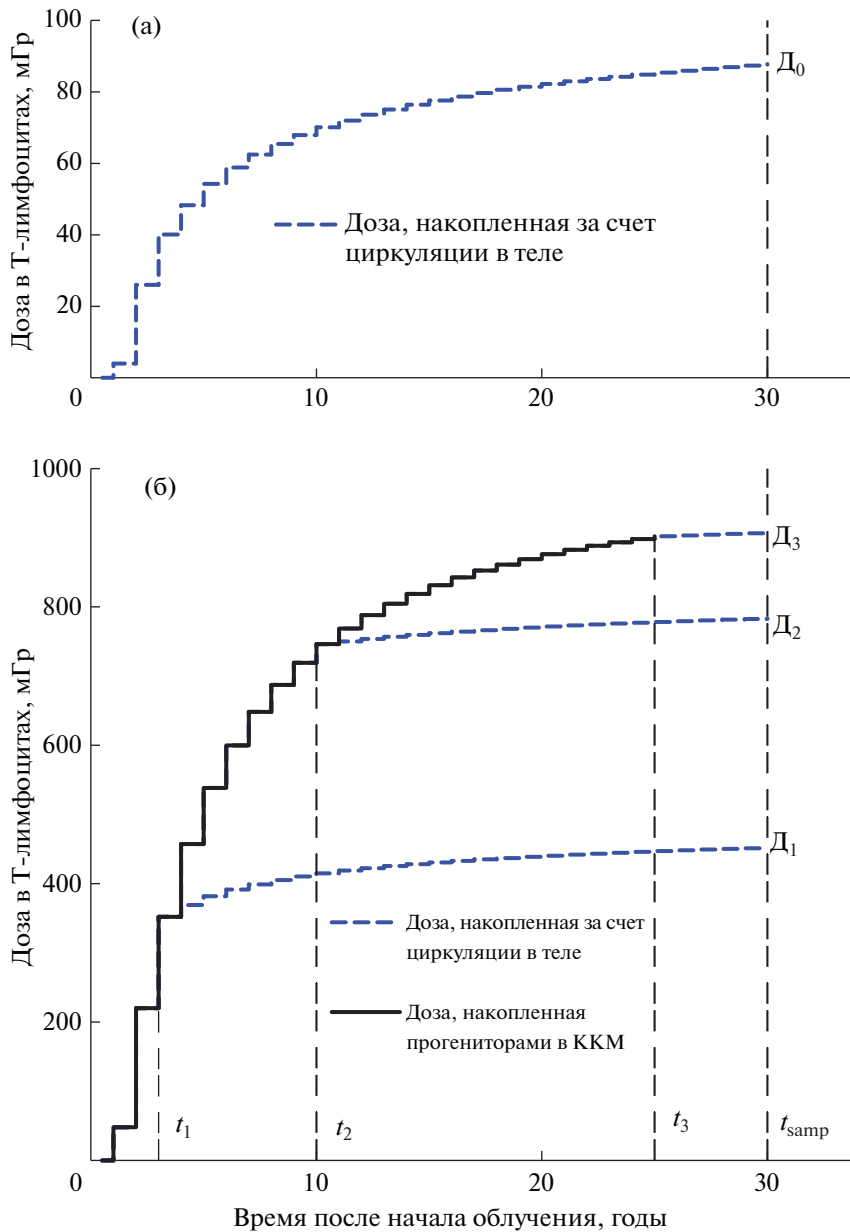 (а)
Доза в Т-лимфоцитах, мГр
100
80
60
40
20
0
10
20
30
Д₀
Доза, накопленная за счет
циркуляции в теле
(б)
Доза в Т-лимфоцитах, мГр
1000
800
600
400
200
0
10
20
30
Д₃
Д₂
Д₁
Доза, накопленная за счет
циркуляции в теле
Доза, накопленная
прогениторами в ККМ
t₁
t₂
t₃
t_samp
Время после начала облучения, годы